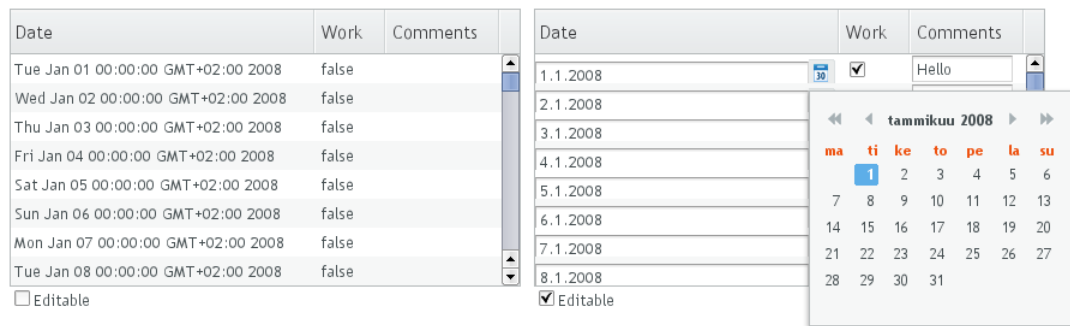 Date Work Comments
Tue Jan 01 00:00:00 GMT+02:00 2008 false
Wed Jan 02 00:00:00 GMT+02:00 2008 false
Thu Jan 03 00:00:00 GMT+02:00 2008 false
Fri Jan 04 00:00:00 GMT+02:00 2008 false
Sat Jan 05 00:00:00 GMT+02:00 2008 false
Sun Jan 06 00:00:00 GMT+02:00 2008 false
Mon Jan 07 00:00:00 GMT+02:00 2008 false
Tue Jan 08 00:00:00 GMT+02:00 2008 false
Editable
Date Work Comments
1.1.2008 30 Hello
2.1.2008
3.1.2008
4.1.2008
5.1.2008
6.1.2008
7.1.2008
8.1.2008
Editable
tammikuu 2008
ma ti ke to pe la su
1 2 3 4 5 6
7 8 9 10 11 12 13
14 15 16 17 18 19 20
21 22 23 24 25 26 27
28 29 30 31